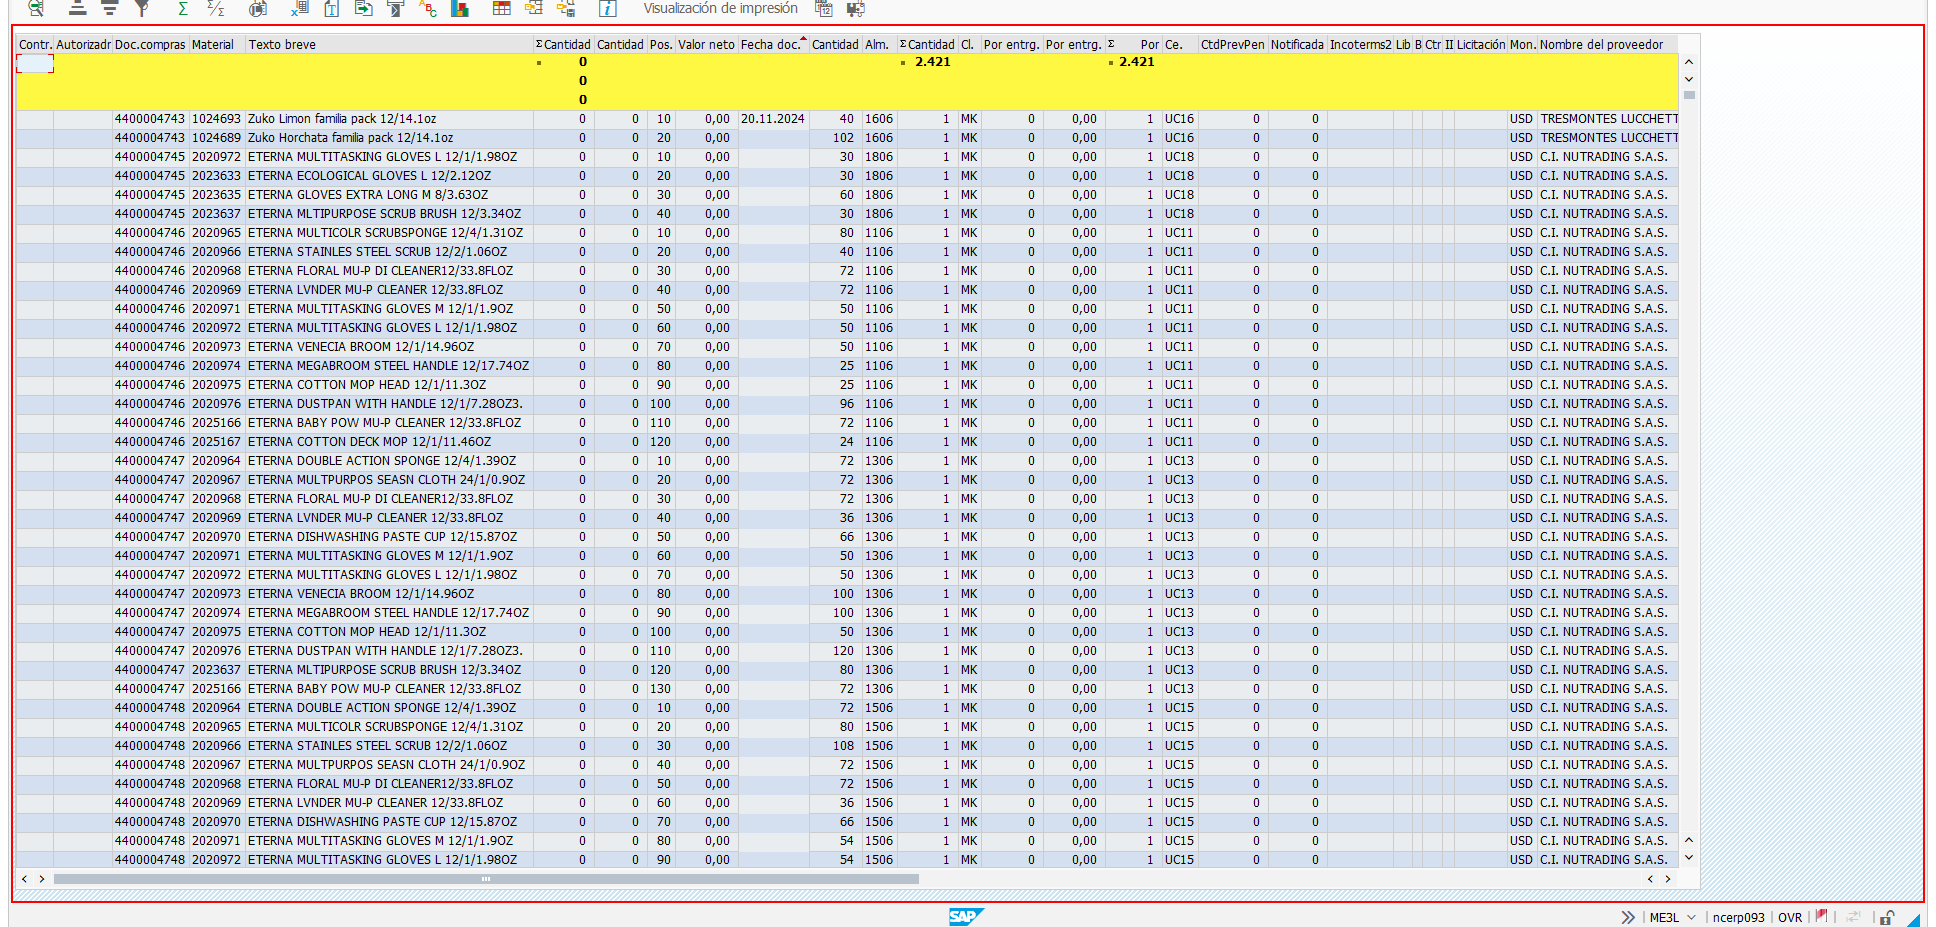 Visualización de impresión
Contr. Autorizadr Doc.compras Material Texto breve Σ Cantidad Cantidad Pos. Valor neto Fecha doc. Cantidad Alm. Σ Cantidad Cl. Por entrg. Por entrg. Σ Por Ce. CtdPrevPen Notificada Incoterms2 Lib B Ctr II Licitación Mon. Nombre del proveedor
0 2.421 2.421
0
0
4400004743 1024693 Zuko Limon familia pack 12/14.1oz 0 0 10 0,00 20.11.2024 40 1606 1 MK 0 0,00 1 UC16 0 0 USD TRESMONTES LUCCHETT
4400004743 1024689 Zuko Horchata familia pack 12/14.1oz 0 0 20 0,00 102 1606 1 MK 0 0,00 1 UC16 0 0 USD TRESMONTES LUCCHETT
4400004745 2020972 ETERNA MULTITASKING GLOVES L 12/1/1.98OZ 0 0 10 0,00 30 1806 1 MK 0 0,00 1 UC18 0 0 USD C.I. NUTRADING S.A.S.
4400004745 2023633 ETERNA ECOLOGICAL GLOVES L 12/2.12OZ 0 0 20 0,00 30 1806 1 MK 0 0,00 1 UC18 0 0 USD C.I. NUTRADING S.A.S.
4400004745 2023635 ETERNA GLOVES EXTRA LONG M 8/3.63OZ 0 0 30 0,00 60 1806 1 MK 0 0,00 1 UC18 0 0 USD C.I. NUTRADING S.A.S.
4400004745 2023637 ETERNA MLTIPURPOSE SCRUB BRUSH 12/3.34OZ 0 0 40 0,00 30 1806 1 MK 0 0,00 1 UC18 0 0 USD C.I. NUTRADING S.A.S.
4400004746 2020965 ETERNA MULTICOLR SCRUBSPONGE 12/4/1.31OZ 0 0 10 0,00 80 1106 1 MK 0 0,00 1 UC11 0 0 USD C.I. NUTRADING S.A.S.
4400004746 2020966 ETERNA STAINLES STEEL SCRUB 12/2/1.06OZ 0 0 20 0,00 40 1106 1 MK 0 0,00 1 UC11 0 0 USD C.I. NUTRADING S.A.S.
4400004746 2020968 ETERNA FLORAL MU-P DI CLEANER12/33.8FLOZ 0 0 30 0,00 72 1106 1 MK 0 0,00 1 UC11 0 0 USD C.I. NUTRADING S.A.S.
4400004746 2020969 ETERNA LVNDER MU-P CLEANER 12/33.8FLOZ 0 0 40 0,00 72 1106 1 MK 0 0,00 1 UC11 0 0 USD C.I. NUTRADING S.A.S.
4400004746 2020971 ETERNA MULTITASKING GLOVES M 12/1/1.9OZ 0 0 50 0,00 50 1106 1 MK 0 0,00 1 UC11 0 0 USD C.I. NUTRADING S.A.S.
4400004746 2020972 ETERNA MULTITASKING GLOVES L 12/1/1.98OZ 0 0 60 0,00 50 1106 1 MK 0 0,00 1 UC11 0 0 USD C.I. NUTRADING S.A.S.
4400004746 2020973 ETERNA VENECIA BROOM 12/1/14.96OZ 0 0 70 0,00 50 1106 1 MK 0 0,00 1 UC11 0 0 USD C.I. NUTRADING S.A.S.
4400004746 2020974 ETERNA MEGABROOM STEEL HANDLE 12/17.74OZ 0 0 80 0,00 25 1106 1 MK 0 0,00 1 UC11 0 0 USD C.I. NUTRADING S.A.S.
4400004746 2020975 ETERNA COTTON MOP HEAD 12/1/11.3OZ 0 0 90 0,00 25 1106 1 MK 0 0,00 1 UC11 0 0 USD C.I. NUTRADING S.A.S.
4400004746 2020976 ETERNA DUSTPAN WITH HANDLE 12/1/7.28OZ3. 0 0 100 0,00 96 1106 1 MK 0 0,00 1 UC11 0 0 USD C.I. NUTRADING S.A.S.
4400004746 2025166 ETERNA BABY POW MU-P CLEANER 12/33.8FLOZ 0 0 110 0,00 72 1106 1 MK 0 0,00 1 UC11 0 0 USD C.I. NUTRADING S.A.S.
4400004746 2025167 ETERNA COTTON DECK MOP 12/1/11.46OZ 0 0 120 0,00 24 1106 1 MK 0 0,00 1 UC11 0 0 USD C.I. NUTRADING S.A.S.
4400004747 2020964 ETERNA DOUBLE ACTION SPONGE 12/4/1.39OZ 0 0 10 0,00 72 1306 1 MK 0 0,00 1 UC13 0 0 USD C.I. NUTRADING S.A.S.
4400004747 2020967 ETERNA MULTPURPOS SEASN CLOTH 24/1/0.9OZ 0 0 20 0,00 72 1306 1 MK 0 0,00 1 UC13 0 0 USD C.I. NUTRADING S.A.S.
4400004747 2020968 ETERNA FLORAL MU-P DI CLEANER12/33.8FLOZ 0 0 30 0,00 72 1306 1 MK 0 0,00 1 UC13 0 0 USD C.I. NUTRADING S.A.S.
4400004747 2020969 ETERNA LVNDER MU-P CLEANER 12/33.8FLOZ 0 0 40 0,00 36 1306 1 MK 0 0,00 1 UC13 0 0 USD C.I. NUTRADING S.A.S.
4400004747 2020970 ETERNA DISHWASHING PASTE CUP 12/15.87OZ 0 0 50 0,00 66 1306 1 MK 0 0,00 1 UC13 0 0 USD C.I. NUTRADING S.A.S.
4400004747 2020971 ETERNA MULTITASKING GLOVES M 12/1/1.9OZ 0 0 60 0,00 50 1306 1 MK 0 0,00 1 UC13 0 0 USD C.I. NUTRADING S.A.S.
4400004747 2020972 ETERNA MULTITASKING GLOVES L 12/1/1.98OZ 0 0 70 0,00 50 1306 1 MK 0 0,00 1 UC13 0 0 USD C.I. NUTRADING S.A.S.
4400004747 2020973 ETERNA VENECIA BROOM 12/1/14.96OZ 0 0 80 0,00 100 1306 1 MK 0 0,00 1 UC13 0 0 USD C.I. NUTRADING S.A.S.
4400004747 2020974 ETERNA MEGABROOM STEEL HANDLE 12/17.74OZ 0 0 90 0,00 100 1306 1 MK 0 0,00 1 UC13 0 0 USD C.I. NUTRADING S.A.S.
4400004747 2020975 ETERNA COTTON MOP HEAD 12/1/11.3OZ 0 0 100 0,00 50 1306 1 MK 0 0,00 1 UC13 0 0 USD C.I. NUTRADING S.A.S.
4400004747 2020976 ETERNA DUSTPAN WITH HANDLE 12/1/7.28OZ3. 0 0 110 0,00 120 1306 1 MK 0 0,00 1 UC13 0 0 USD C.I. NUTRADING S.A.S.
4400004747 2023637 ETERNA MLTIPURPOSE SCRUB BRUSH 12/3.34OZ 0 0 120 0,00 80 1306 1 MK 0 0,00 1 UC13 0 0 USD C.I. NUTRADING S.A.S.
4400004747 2025166 ETERNA BABY POW MU-P CLEANER 12/33.8FLOZ 0 0 130 0,00 72 1306 1 MK 0 0,00 1 UC13 0 0 USD C.I. NUTRADING S.A.S.
4400004748 2020964 ETERNA DOUBLE ACTION SPONGE 12/4/1.39OZ 0 0 10 0,00 72 1506 1 MK 0 0,00 1 UC15 0 0 USD C.I. NUTRADING S.A.S.
4400004748 2020965 ETERNA MULTICOLR SCRUBSPONGE 12/4/1.31OZ 0 0 20 0,00 80 1506 1 MK 0 0,00 1 UC15 0 0 USD C.I. NUTRADING S.A.S.
4400004748 2020966 ETERNA STAINLES STEEL SCRUB 12/2/1.06OZ 0 0 30 0,00 108 1506 1 MK 0 0,00 1 UC15 0 0 USD C.I. NUTRADING S.A.S.
4400004748 2020967 ETERNA MULTPURPOS SEASN CLOTH 24/1/0.9OZ 0 0 40 0,00 72 1506 1 MK 0 0,00 1 UC15 0 0 USD C.I. NUTRADING S.A.S.
4400004748 2020968 ETERNA FLORAL MU-P DI CLEANER12/33.8FLOZ 0 0 50 0,00 72 1506 1 MK 0 0,00 1 UC15 0 0 USD C.I. NUTRADING S.A.S.
4400004748 2020969 ETERNA LVNDER MU-P CLEANER 12/33.8FLOZ 0 0 60 0,00 36 1506 1 MK 0 0,00 1 UC15 0 0 USD C.I. NUTRADING S.A.S.
4400004748 2020970 ETERNA DISHWASHING PASTE CUP 12/15.87OZ 0 0 70 0,00 66 1506 1 MK 0 0,00 1 UC15 0 0 USD C.I. NUTRADING S.A.S.
4400004748 2020971 ETERNA MULTITASKING GLOVES M 12/1/1.9OZ 0 0 80 0,00 54 1506 1 MK 0 0,00 1 UC15 0 0 USD C.I. NUTRADING S.A.S.
4400004748 2020972 ETERNA MULTITASKING GLOVES L 12/1/1.98OZ 0 0 90 0,00 54 1506 1 MK 0 0,00 1 UC15 0 0 USD C.I. NUTRADING S.A.S.
SAP ME3L ncerp093 OVR